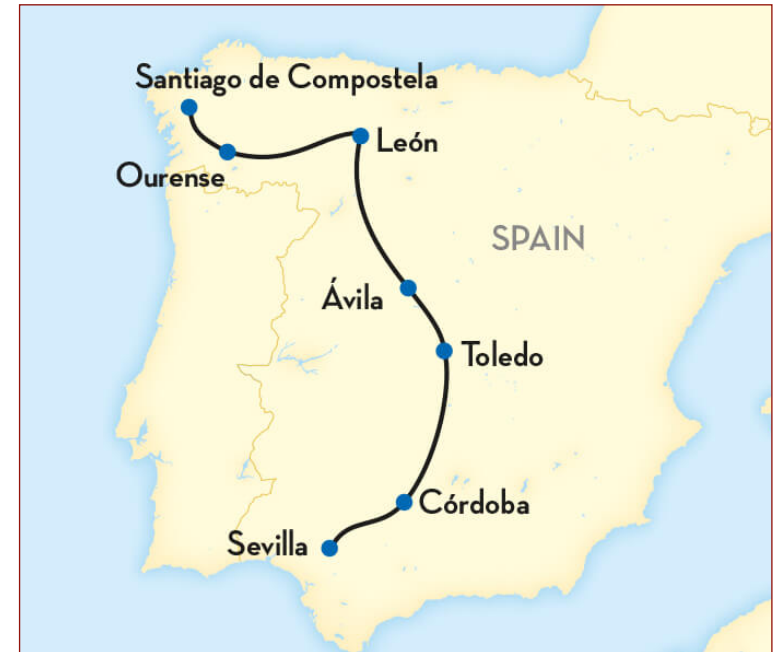 Santiago de Compostela
León
Ourense
SPAIN
Ávila
Toledo
Córdoba
Sevilla